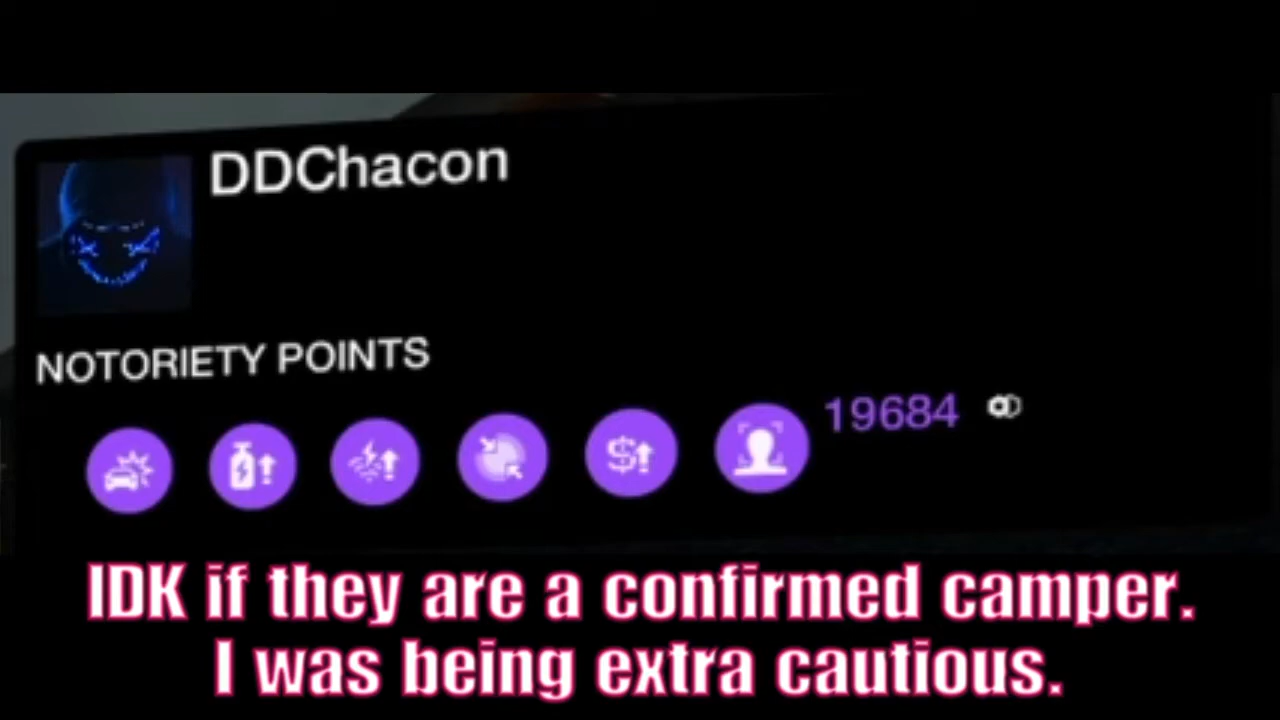 DDChacon
NOTORIETY POINTS
19684
IDK if they are a confirmed camper.
I was being extra cautious.